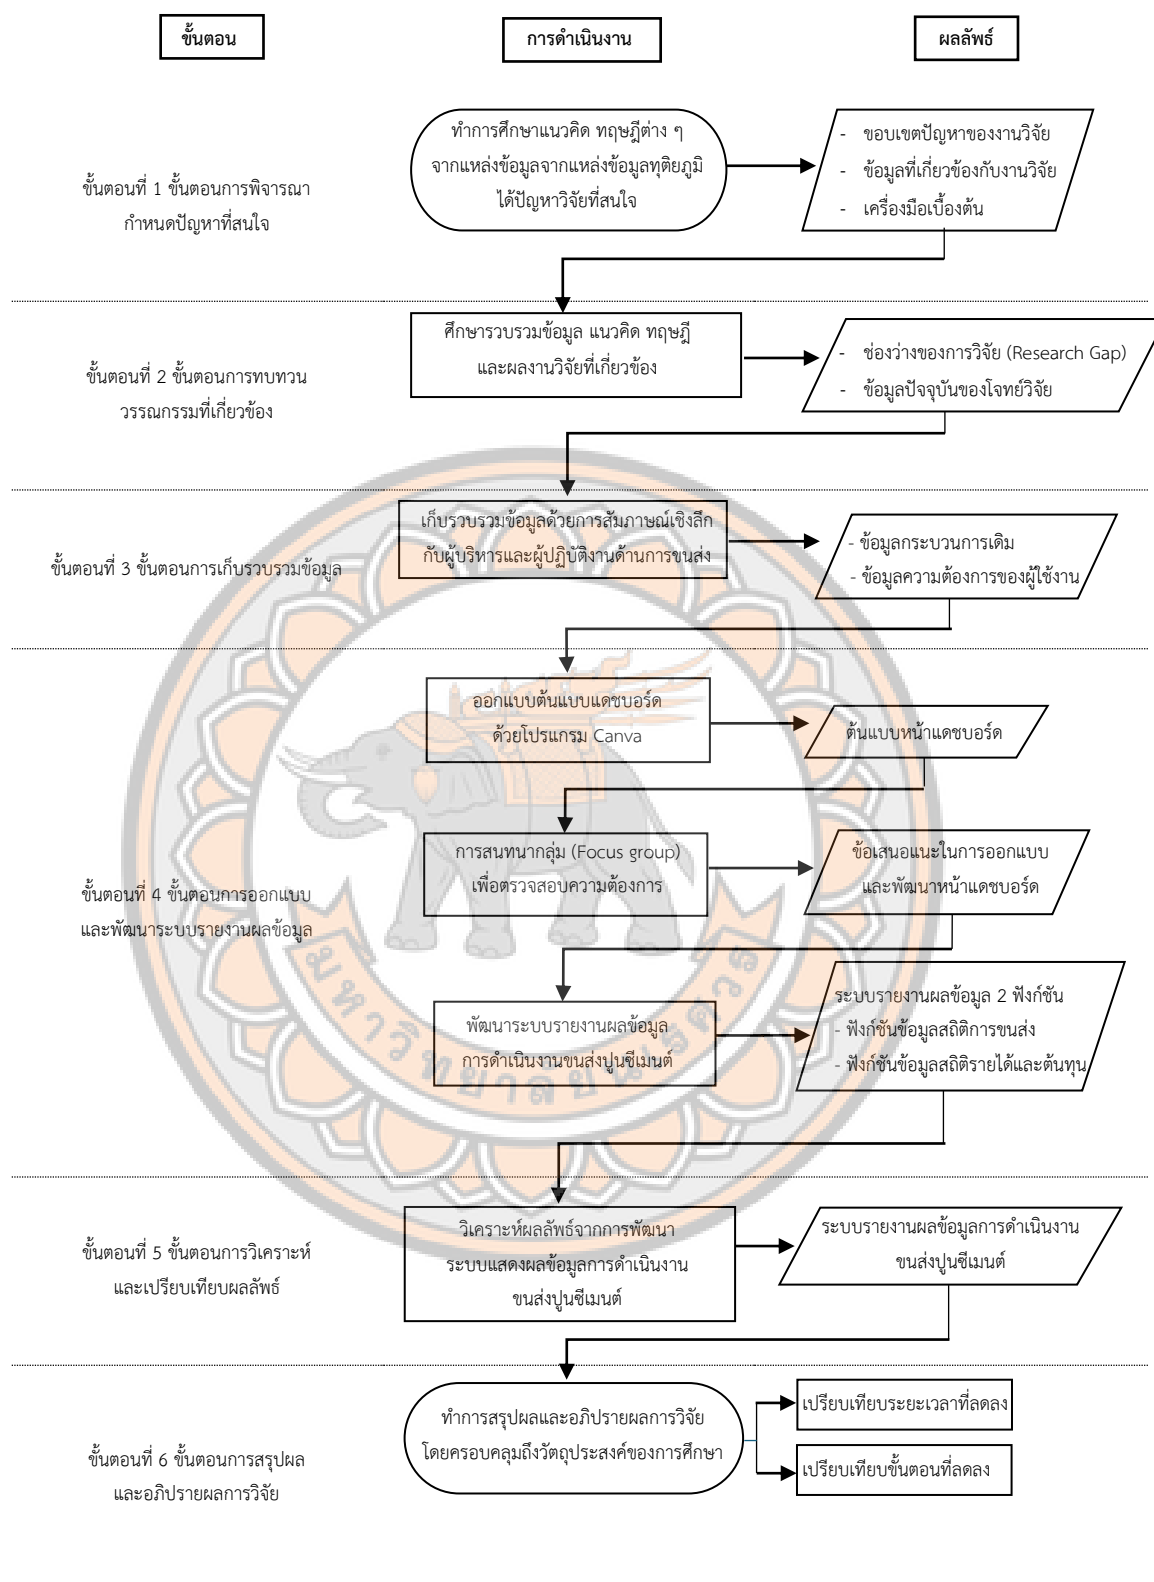 ขั้นตอน
การดำเนินงาน
ผลลัพธ์
ขั้นตอนที่ 1 ขั้นตอนการพิจารณา
กำหนดปัญหาที่สนใจ
ทำการศึกษาแนวคิด ทฤษฎีต่าง ๆ
จากแหล่งข้อมูลจากแหล่งข้อมูลทุติยภูมิ
ได้ปัญหาวิจัยที่สนใจ
- ขอบเขตปัญหาของงานวิจัย
- ข้อมูลที่เกี่ยวข้องกับงานวิจัย
- เครื่องมือเบื้องต้น
ขั้นตอนที่ 2 ขั้นตอนการทบทวน
วรรณกรรมที่เกี่ยวข้อง
ศึกษารวบรวมข้อมูล แนวคิด ทฤษฎี
และผลงานวิจัยที่เกี่ยวข้อง
- ช่องว่างของการวิจัย (Research Gap)
- ข้อมูลปัจจุบันของโจทย์วิจัย
ขั้นตอนที่ 3 ขั้นตอนการเก็บรวบรวมข้อมูล
เก็บรวบรวมข้อมูลด้วยการสัมภาษณ์เชิงลึก
กับผู้บริหารและผู้ปฏิบัติงานด้านการขนส่ง
- ข้อมูลกระบวนการเดิม
- ข้อมูลความต้องการของผู้ใช้งาน
ขั้นตอนที่ 4 ขั้นตอนการออกแบบ
และพัฒนาระบบรายงานผลข้อมูล
ออกแบบต้นแบบแดชบอร์ด
ด้วยโปรแกรม Canva
ต้นแบบหน้าแดชบอร์ด
การสนทนากลุ่ม (Focus group)
เพื่อตรวจสอบความต้องการ
ข้อเสนอแนะในการออกแบบ
และพัฒนาหน้าแดชบอร์ด
พัฒนาระบบรายงานผลข้อมูล
การดำเนินงานขนส่งปูนซีเมนต์
ระบบรายงานผลข้อมูล 2 ฟังก์ชัน
- ฟังก์ชันข้อมูลสถิติการขนส่ง
- ฟังก์ชันข้อมูลสถิติรายได้และต้นทุน
มหาวิทยาลัยนเรศวร
ขั้นตอนที่ 5 ขั้นตอนการวิเคราะห์
และเปรียบเทียบผลลัพธ์
วิเคราะห์ผลลัพธ์จากการพัฒนา
ระบบแสดงผลข้อมูลการดำเนินงาน
ขนส่งปูนซีเมนต์
ระบบรายงานผลข้อมูลการดำเนินงาน
ขนส่งปูนซีเมนต์
ขั้นตอนที่ 6 ขั้นตอนการสรุปผล
และอภิปรายผลการวิจัย
ทำการสรุปผลและอภิปรายผลการวิจัย
โดยครอบคลุมถึงวัตถุประสงค์ของการศึกษา
เปรียบเทียบระยะเวลาที่ลดลง
เปรียบเทียบขั้นตอนที่ลดลง